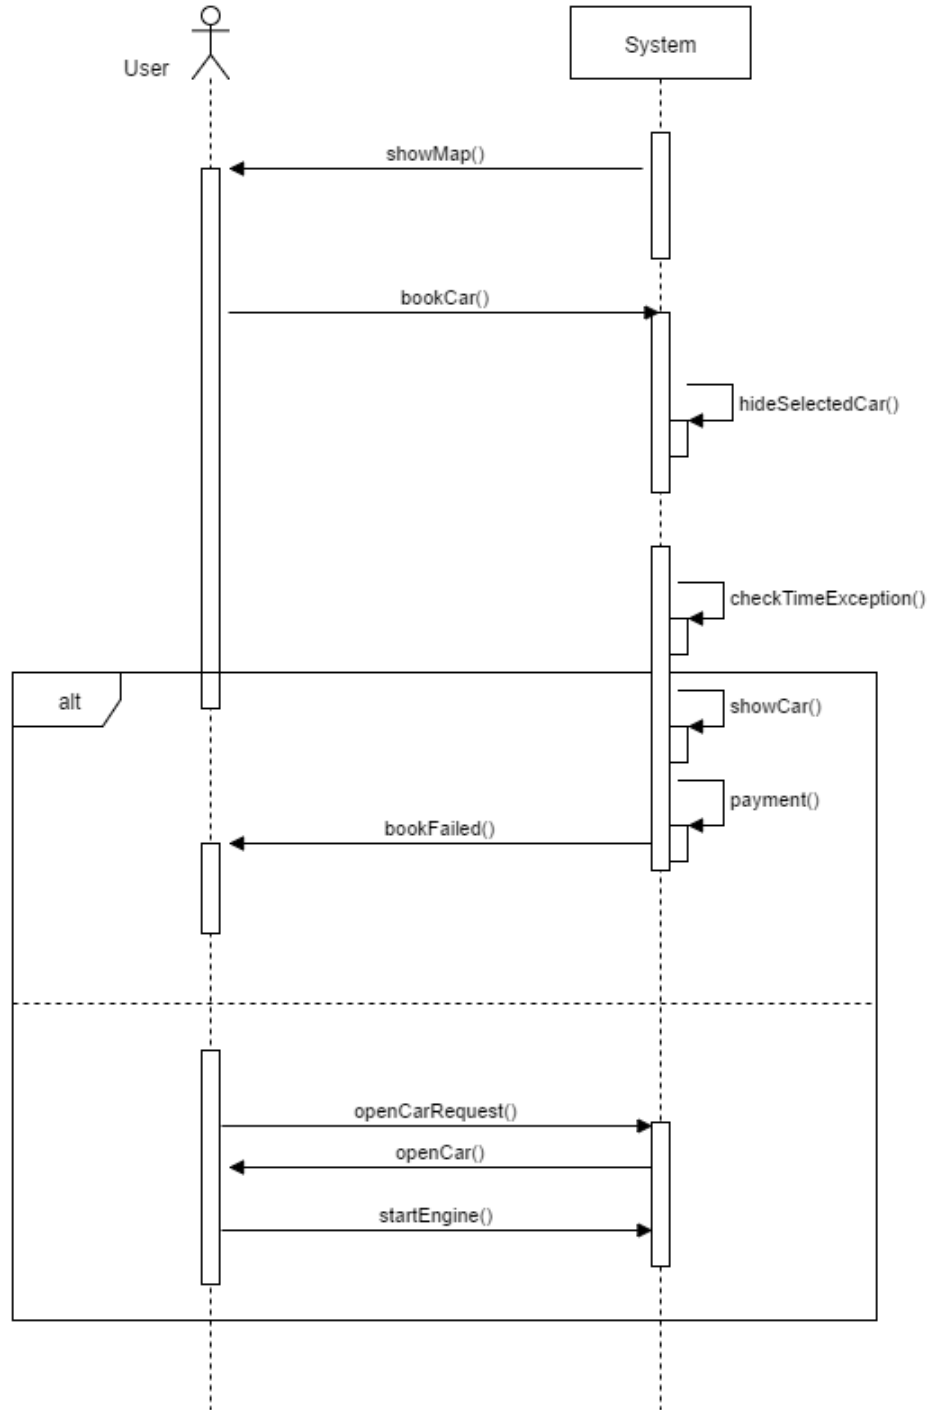 User
System
showMap()
bookCar()
hideSelectedCar()
checkTimeException()
alt
showCar()
payment()
bookFailed()
openCarRequest()
openCar()
startEngine()